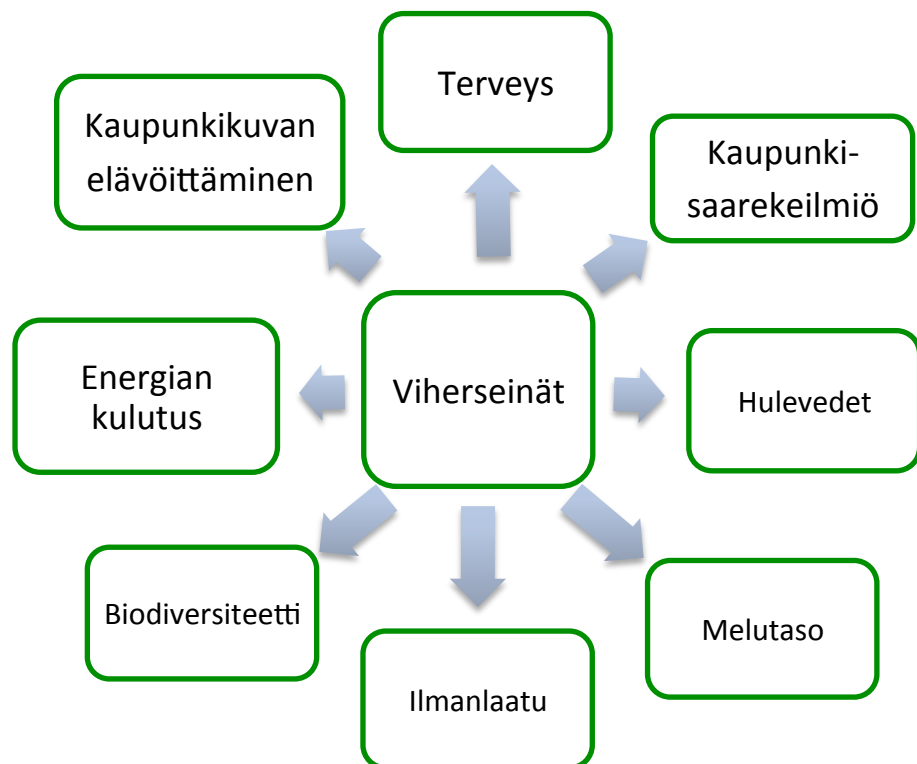 Terveys
Kaupunkikuvan
elävöittäminen
Kaupunki-
saarekeilmiö
Energian
kulutus
Viherseinät
Hulevedet
Biodiversiteetti
Melutaso
Ilmanlaatu